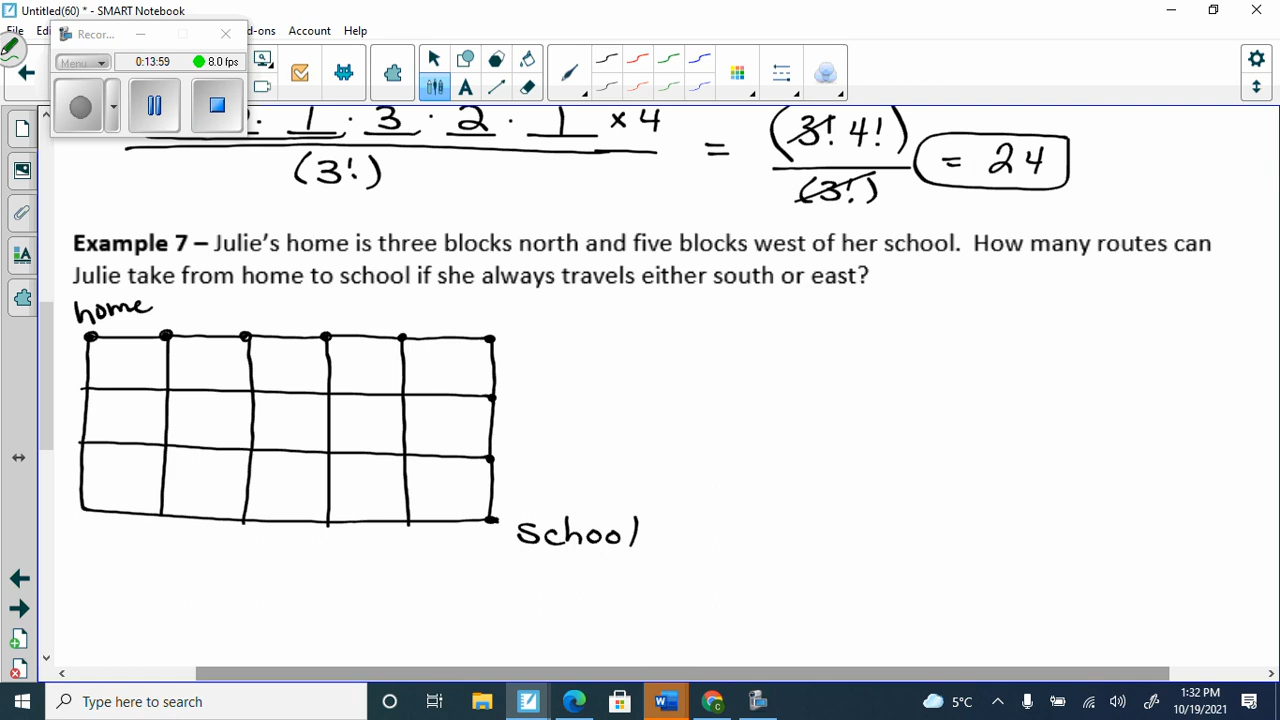 Untitled(60) * - SMART Notebook
Recor...
Account Help
Menu
0:13:59 8.0 fps
1 · 3 · 2 · 1 × 4
(3!)
=
(3! 4!)
(3!)
= 24
Example 7 – Julie's home is three blocks north and five blocks west of her school. How many routes can
Julie take from home to school if she always travels either south or east?
home
school
Type here to search
5°C
1:32 PM
10/19/2021